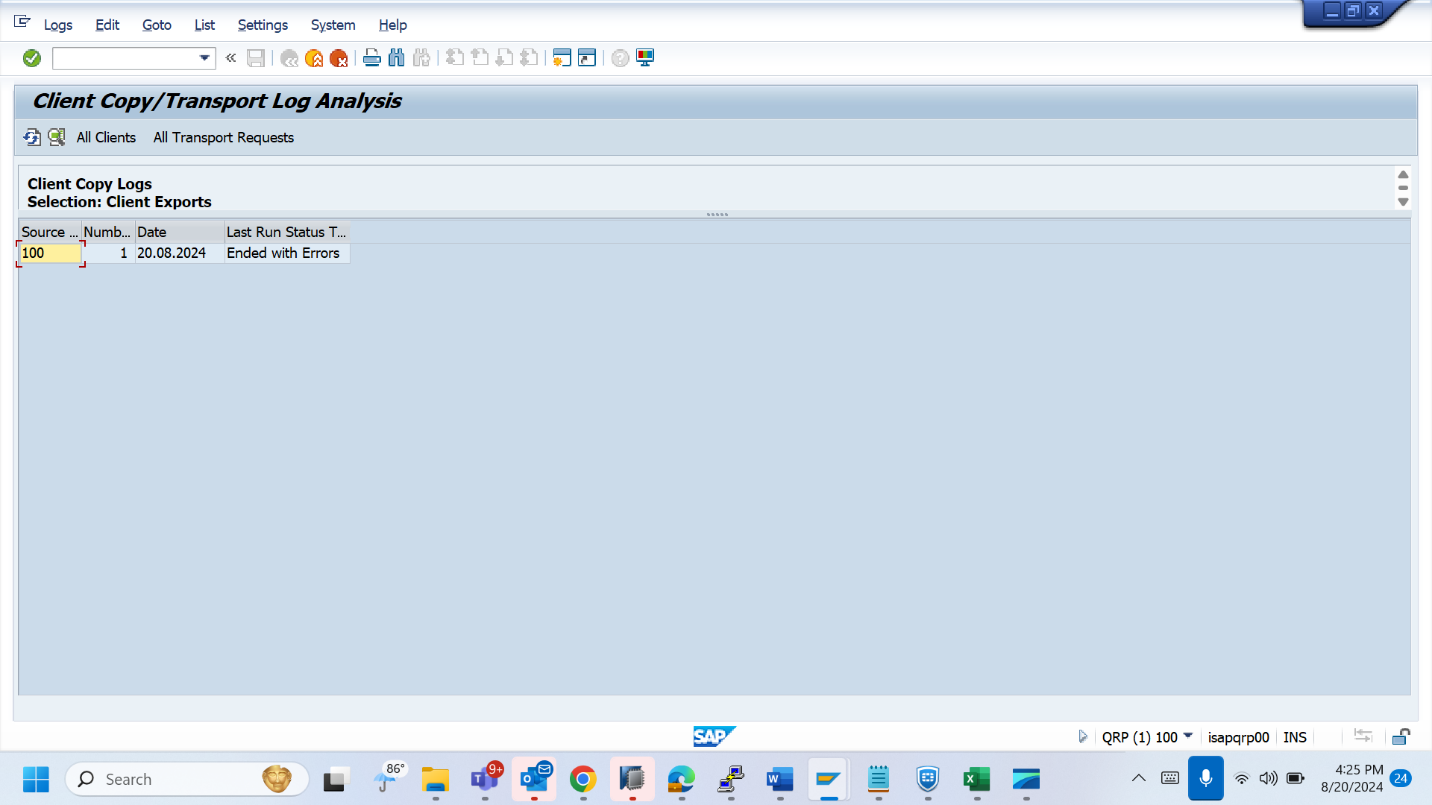 Logs Edit Goto List Settings System Help
Client Copy/Transport Log Analysis
All Clients All Transport Requests
Client Copy Logs
Selection: Client Exports
Source ... Numb... Date Last Run Status T...
100 1 20.08.2024 Ended with Errors
SAP QRP (1) 100 isapqrp00 INS
Search 86° 9+ 4:25 PM
8/20/2024 24